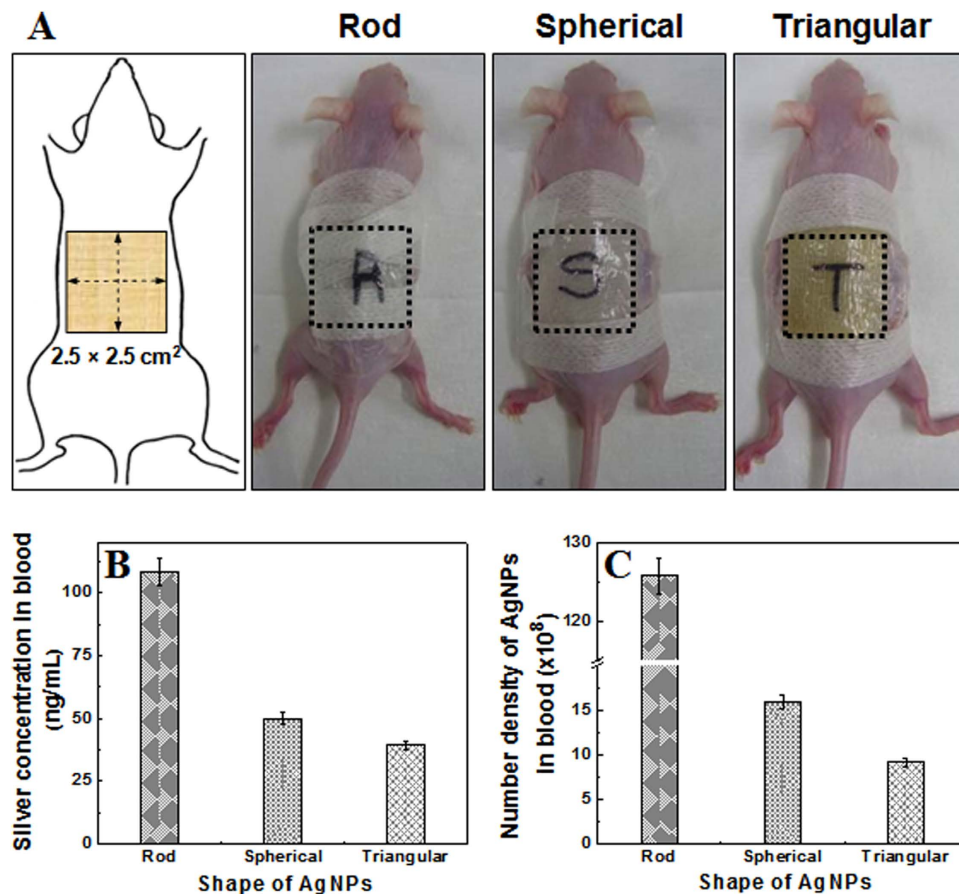 A
Rod
Spherical
Triangular
2.5 × 2.5 cm²
R
S
T
B
Silver concentration in blood
(ng/mL)
100
75
50
25
0
Rod
Spherical
Triangular
Shape of AgNPs
C
Number density of AgNPs
In blood (x10⁸)
130
120
15
10
5
0
Rod
Spherical
Triangular
Shape of AgNPs